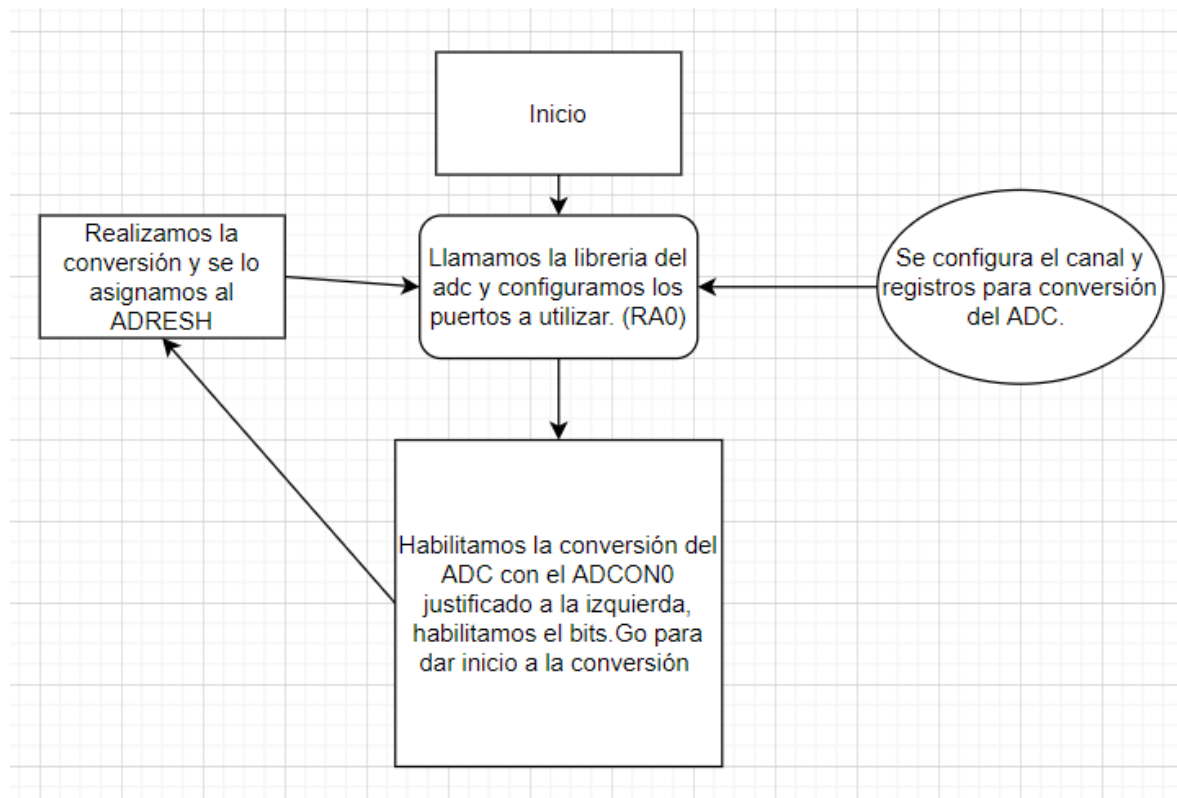 Inicio
Realizamos la
conversión y se lo
asignamos al
ADRESH
Llamamos la libreria del
adc y configuramos los
puertos a utilizar. (RA0)
Se configura el canal y
registros para conversión
del ADC.
Habilitamos la conversión del
ADC con el ADCON0
justificado a la izquierda,
habilitamos el bits.Go para
dar inicio a la conversión